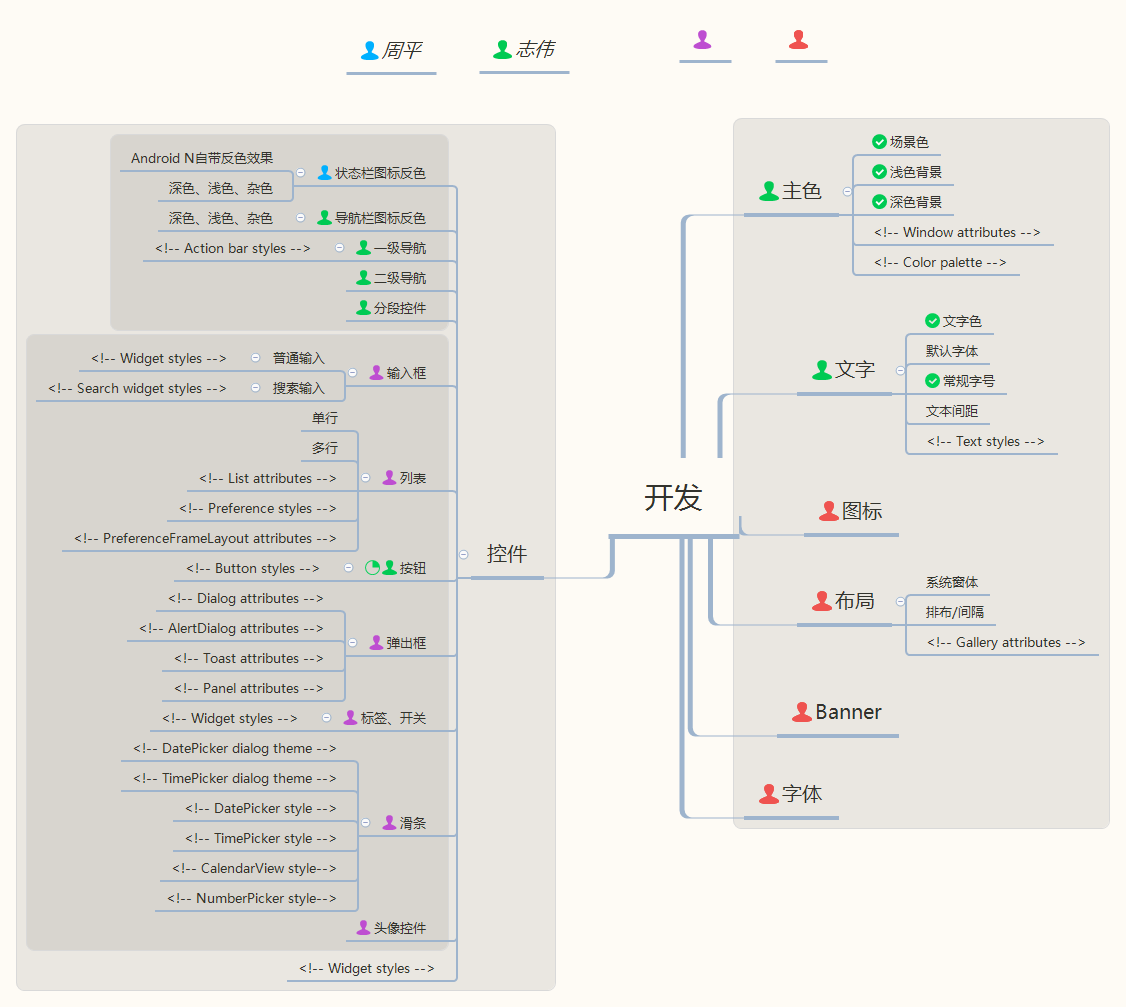 周平
志伟
Android N自带反色效果
深色、浅色、杂色
状态栏图标反色
深色、浅色、杂色
导航栏图标反色
<!-- Action bar styles -->
一级导航
二级导航
分段控件
<!-- Widget styles -->
普通输入
<!-- Search widget styles -->
搜索输入
输入框
单行
多行
<!-- List attributes -->
<!-- Preference styles -->
<!-- PreferenceFrameLayout attributes -->
列表
<!-- Button styles -->
按钮
<!-- Dialog attributes -->
<!-- AlertDialog attributes -->
<!-- Toast attributes -->
<!-- Panel attributes -->
弹出框
<!-- Widget styles -->
标签、开关
<!-- DatePicker dialog theme -->
<!-- TimePicker dialog theme -->
<!-- DatePicker style -->
<!-- TimePicker style -->
<!-- CalendarView style-->
<!-- NumberPicker style-->
滑条
头像控件
<!-- Widget styles -->
控件
开发
主色
场景色
浅色背景
深色背景
<!-- Window attributes -->
<!-- Color palette -->
文字
文字色
默认字体
常规字号
文本间距
<!-- Text styles -->
图标
布局
系统窗体
排布/间隔
<!-- Gallery attributes -->
Banner
字体